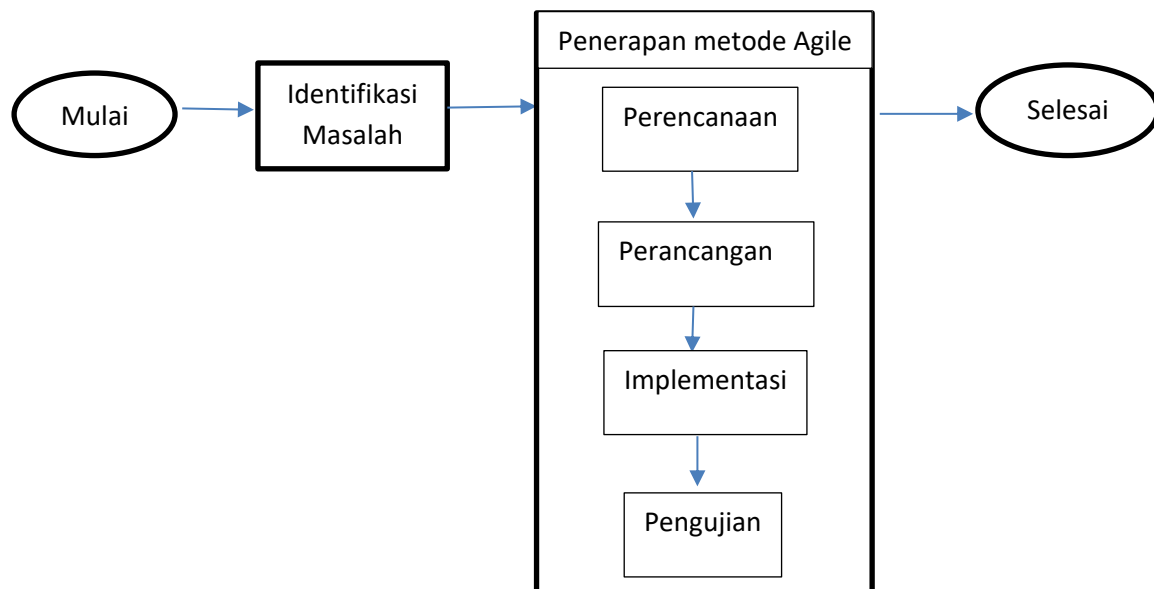 Mulai
Identifikasi
Masalah
Penerapan metode Agile
Perencanaan
Perancangan
Implementasi
Pengujian
Selesai